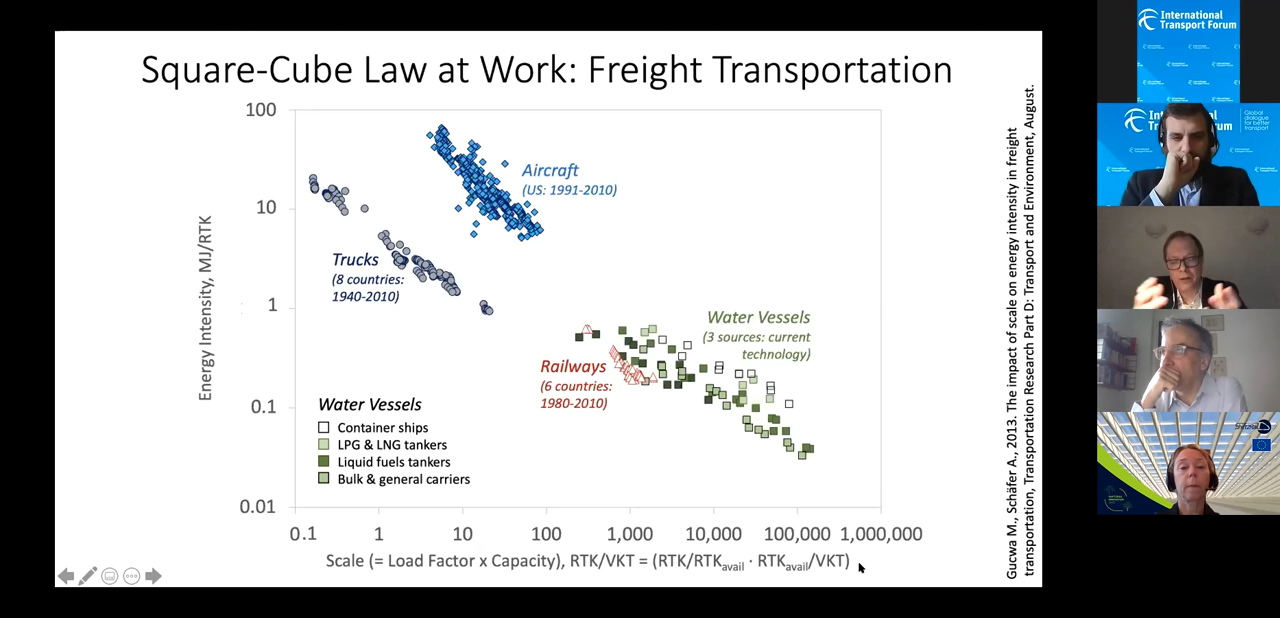 Square-Cube Law at Work: Freight Transportation
100
10
1
0.1
0.01
Energy Intensity, MJ/RTK
Aircraft
(US: 1991-2010)
Trucks
(8 countries:
1940-2010)
Water Vessels
(3 sources: current
technology)
Railways
(6 countries:
1980-2010)
Water Vessels
Container ships
LPG & LNG tankers
Liquid fuels tankers
Bulk & general carriers
0.1 1 10 100 1,000 10,000 100,000 1,000,000
Scale (= Load Factor x Capacity), RTK/VKT = (RTK/RTKavail · RTKavail/VKT)
Gucwa M., Schäfer A., 2013. The impact of scale on energy intensity in freight
transportation, Transportation Research Part D: Transport and Environment, August.
International
Transport Forum
Global
dialogue
for better
transport